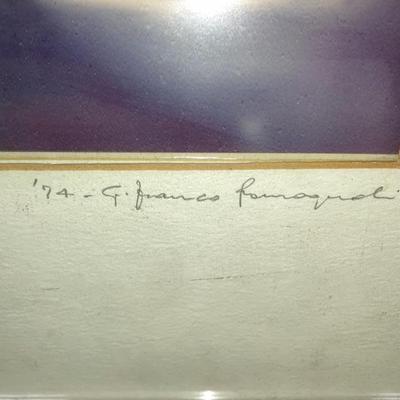 '74 - G. franco Romagnoli